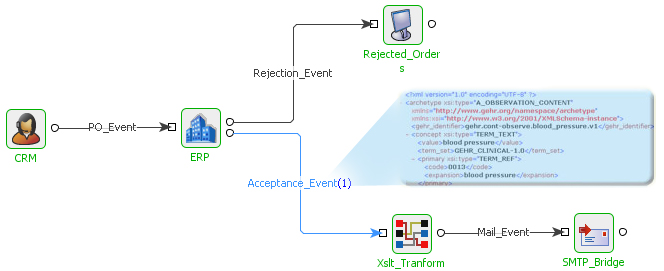 Rejected_Order
s
Rejection_Event
<?xml version="1.0" encoding="UTF-8" ?>
- <archetype xsi:type="A_OBSERVATION_CONTENT"
xmlns="http://www.gehr.org/namespace/archetype"
xmlns:xsi="http://www.w3.org/2001/XMLSchema-instance">
<gehr_identifier>gehr.cont-observe.blood_pressure.v1</gehr_identifier>
- <concept xsi:type="TERM_TEXT">
<value>blood pressure</value>
<term_set>GEHR_CLINICAL-1.0</term_set>
- <primary xsi:type="TERM_REF">
<code>0013</code>
<expansion>blood pressure</expansion>
</primary>
CRM
PO_Event
ERP
Acceptance_Event(1)
Xslt_Tranform
Mail_Event
SMTP_Bridge